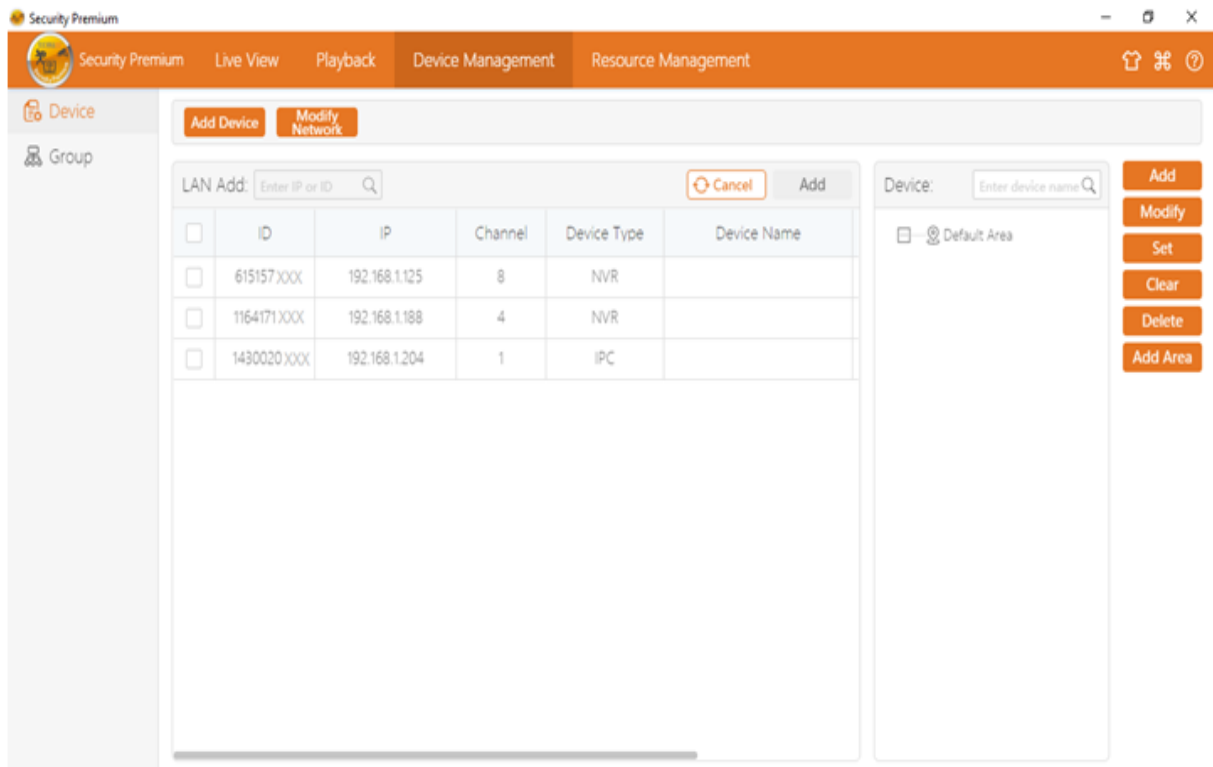 Security Premium
Security Premium Live View Playback Device Management Resource Management
Device
Group
Add Device Modify Network
LAN Add: Enter IP or ID Cancel Add
ID IP Channel Device Type Device Name
615157XXX 192.168.1.125 8 NVR
1164171XXX 192.168.1.188 4 NVR
1430020XXX 192.168.1.204 1 IPC
Device: Enter device name
Default Area
Add
Modify
Set
Clear
Delete
Add Area